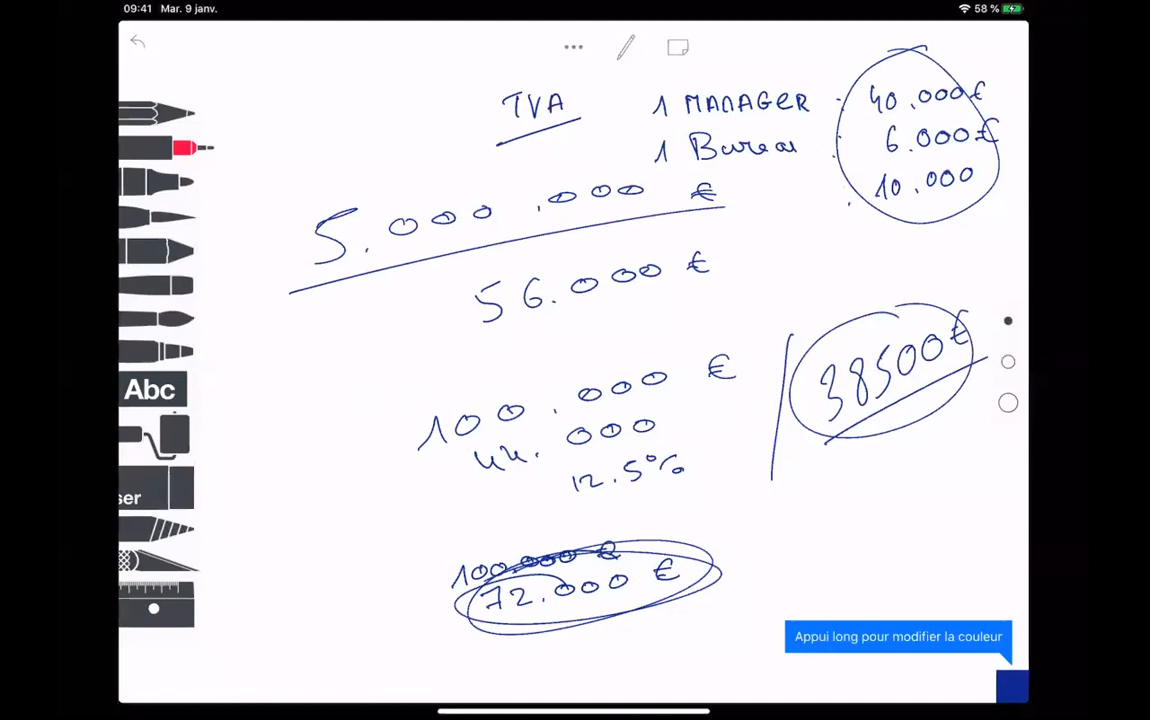 09:41 Mar. 9 janv.
58 %
TVA
1 MANAGER : 40.000€
1 Bureau : 6.000€
. 10.000
5.000.000 €
56.000 €
100.000 €
44.000
12.5%
38500€
100.000 €
72.000 €
Abc
ser
Appui long pour modifier la couleur